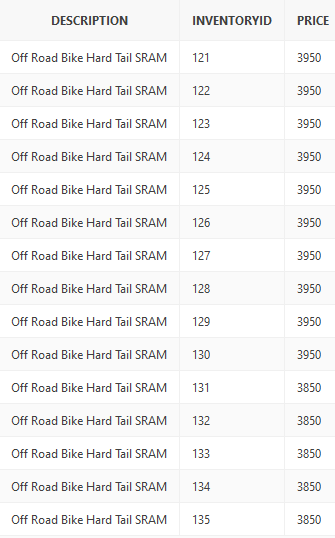 DESCRIPTION INVENTORYID PRICE
Off Road Bike Hard Tail SRAM 121 3950
Off Road Bike Hard Tail SRAM 122 3950
Off Road Bike Hard Tail SRAM 123 3950
Off Road Bike Hard Tail SRAM 124 3950
Off Road Bike Hard Tail SRAM 125 3950
Off Road Bike Hard Tail SRAM 126 3950
Off Road Bike Hard Tail SRAM 127 3950
Off Road Bike Hard Tail SRAM 128 3950
Off Road Bike Hard Tail SRAM 129 3950
Off Road Bike Hard Tail SRAM 130 3950
Off Road Bike Hard Tail SRAM 131 3850
Off Road Bike Hard Tail SRAM 132 3850
Off Road Bike Hard Tail SRAM 133 3850
Off Road Bike Hard Tail SRAM 134 3850
Off Road Bike Hard Tail SRAM 135 3850